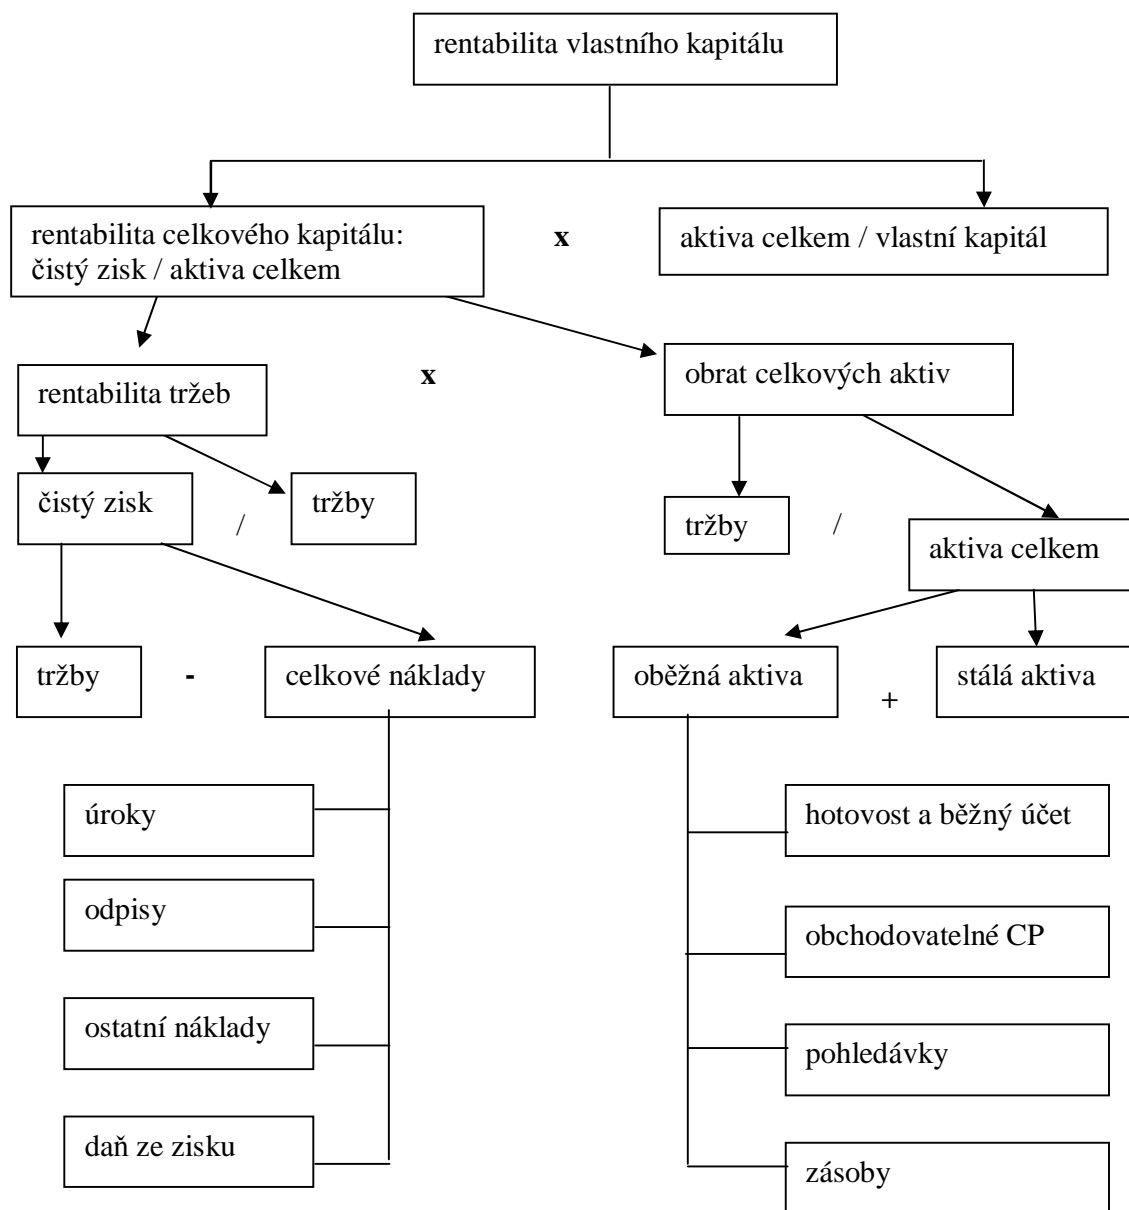 rentabilita vlastního kapitálu
rentabilita celkového kapitálu:
čistý zisk / aktiva celkem
x
aktiva celkem / vlastní kapitál
rentabilita tržeb
x
obrat celkových aktiv
čistý zisk
/
tržby
tržby
/
aktiva celkem
tržby
-
celkové náklady
oběžná aktiva
+
stálá aktiva
úroky
hotovost a běžný účet
odpisy
obchodovatelné CP
ostatní náklady
pohledávky
daň ze zisku
zásoby